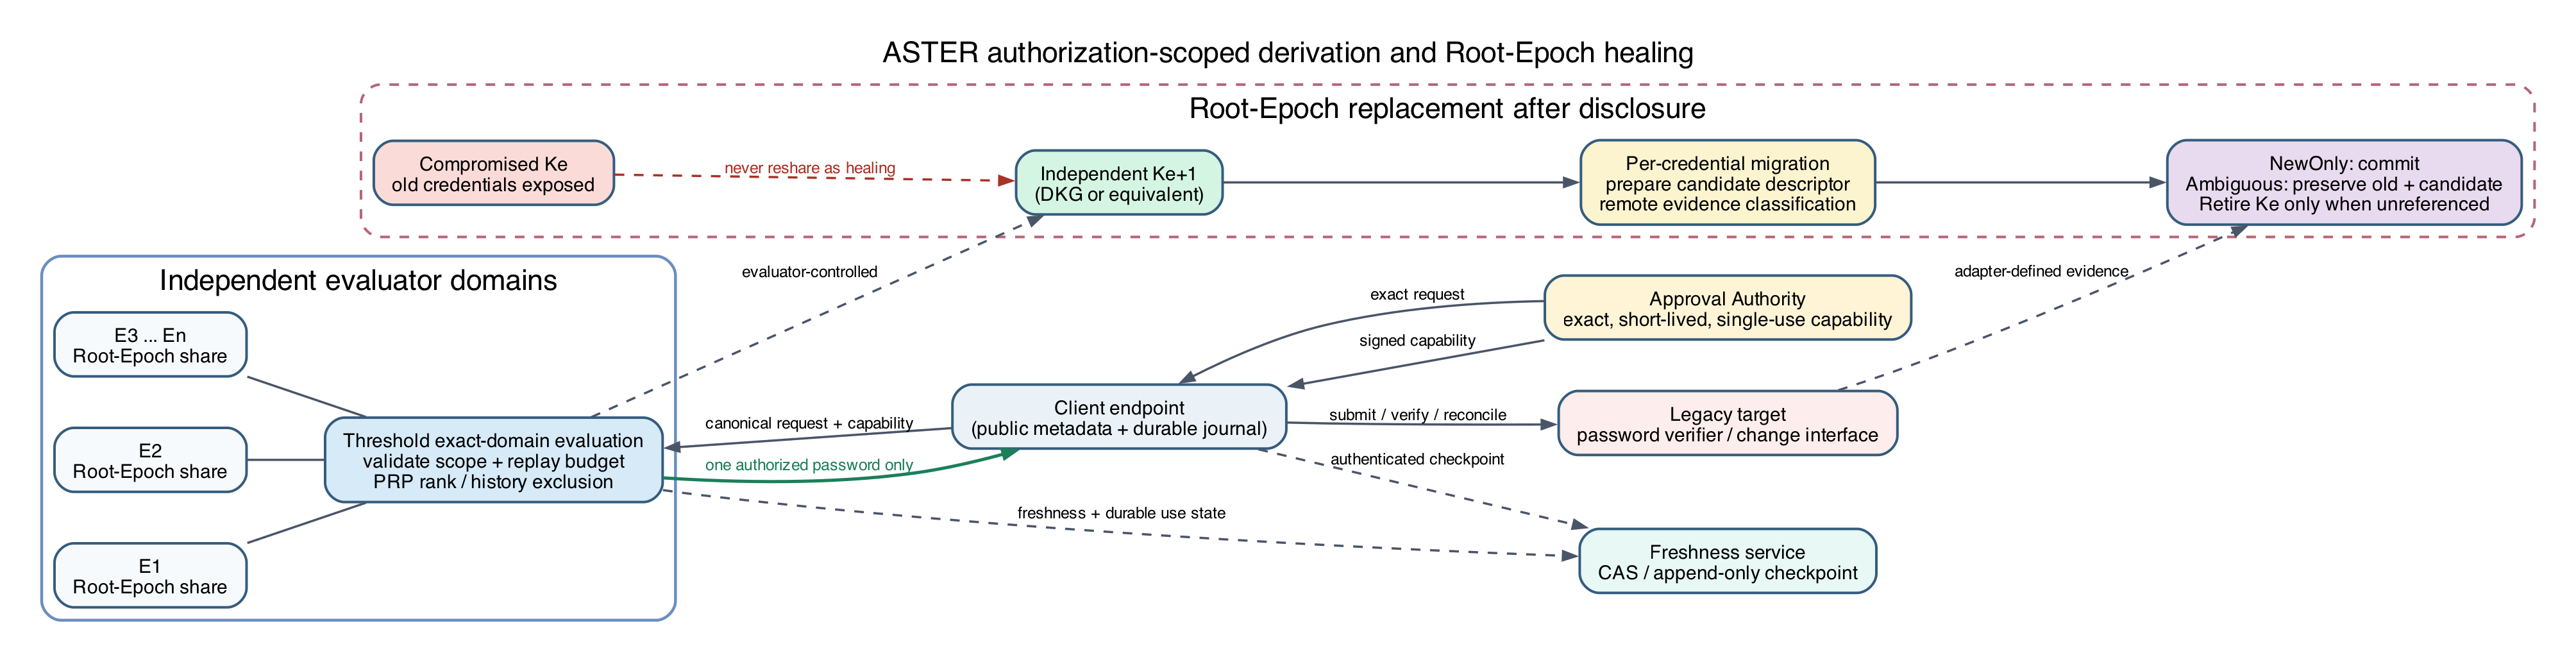 ASTER authorization-scoped derivation and Root-Epoch healing
Root-Epoch replacement after disclosure
Compromised Ke
old credentials exposed
never reshare as healing
Independent Ke+1
(DKG or equivalent)
Per-credential migration
prepare candidate descriptor
remote evidence classification
NewOnly: commit
Ambiguous: preserve old + candidate
Retire Ke only when unreferenced
Independent evaluator domains
E3 ... En
Root-Epoch share
E2
Root-Epoch share
E1
Root-Epoch share
Threshold exact-domain evaluation
validate scope + replay budget
PRP rank / history exclusion
evaluator-controlled
canonical request + capability
one authorized password only
freshness + durable use state
Client endpoint
(public metadata + durable journal)
exact request
signed capability
submit / verify / reconcile
authenticated checkpoint
Approval Authority
exact, short-lived, single-use capability
Legacy target
password verifier / change interface
adapter-defined evidence
Freshness service
CAS / append-only checkpoint